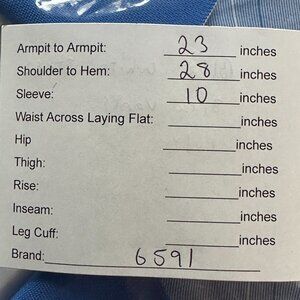 Armpit to Armpit: 23 inches
Shoulder to Hem: 28 inches
Sleeve: 10 inches
Waist Across Laying Flat: inches
Hip inches
Thigh: inches
Rise: inches
Inseam: inches
Leg Cuff: inches
Brand: 6591